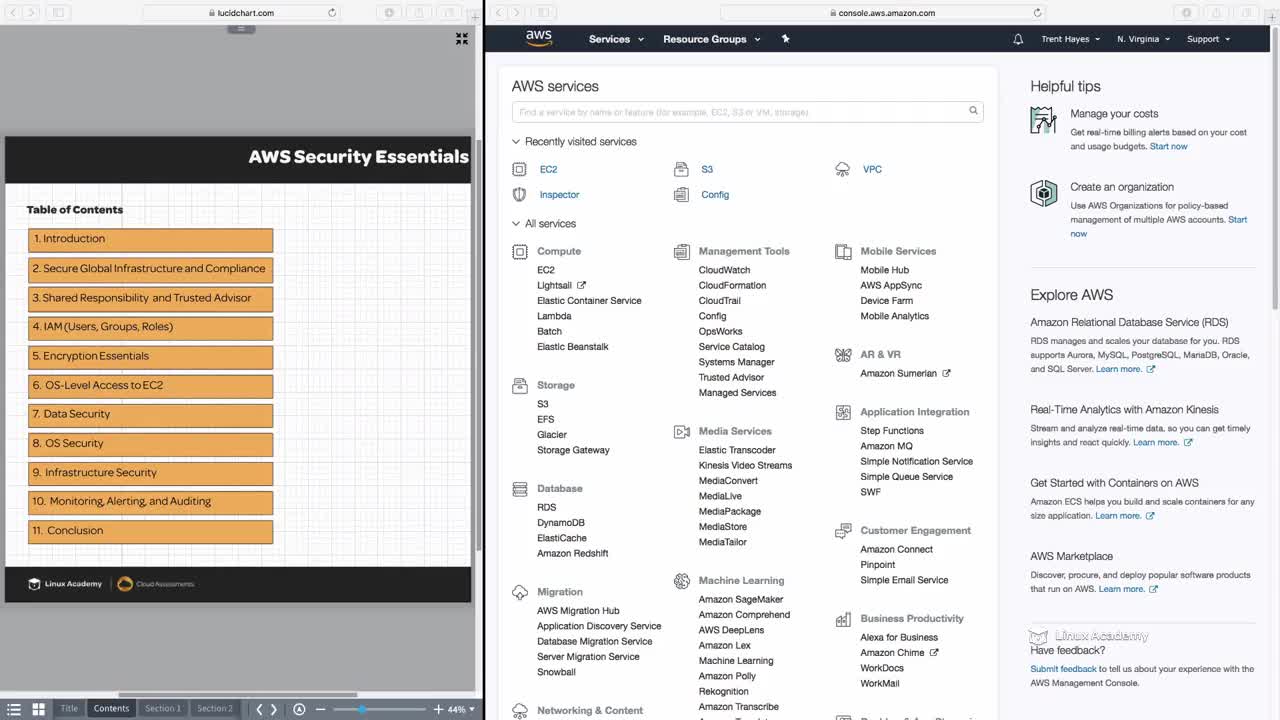 lucidchart.com
AWS Security Essentials
Table of Contents
1. Introduction
2. Secure Global Infrastructure and Compliance
3. Shared Responsibility and Trusted Advisor
4. IAM (Users, Groups, Roles)
5. Encryption Essentials
6. OS-Level Access to EC2
7. Data Security
8. OS Security
9. Infrastructure Security
10. Monitoring, Alerting, and Auditing
11. Conclusion
Linux Academy
Cloud Assessments
Title
Contents
Section 1
Section 2
44%
console.aws.amazon.com
aws
Services
Resource Groups
Trent Hayes
N. Virginia
Support
AWS services
Find a service by name or feature (for example, EC2, S3 or VM, storage).
Recently visited services
EC2
S3
VPC
Inspector
Config
All services
Compute
EC2
Lightsail
Elastic Container Service
Lambda
Batch
Elastic Beanstalk
Storage
S3
EFS
Glacier
Storage Gateway
Database
RDS
DynamoDB
ElastiCache
Amazon Redshift
Migration
AWS Migration Hub
Application Discovery Service
Database Migration Service
Server Migration Service
Snowball
Networking & Content
Management Tools
CloudWatch
CloudFormation
CloudTrail
Config
OpsWorks
Service Catalog
Systems Manager
Trusted Advisor
Managed Services
Media Services
Elastic Transcoder
Kinesis Video Streams
MediaConvert
MediaLive
MediaPackage
MediaStore
MediaTailor
Machine Learning
Amazon SageMaker
Amazon Comprehend
AWS DeepLens
Amazon Lex
Machine Learning
Amazon Polly
Rekognition
Amazon Transcribe
Mobile Services
Mobile Hub
AWS AppSync
Device Farm
Mobile Analytics
AR & VR
Amazon Sumerian
Application Integration
Step Functions
Amazon MQ
Simple Notification Service
Simple Queue Service
SWF
Customer Engagement
Amazon Connect
Pinpoint
Simple Email Service
Business Productivity
Alexa for Business
Amazon Chime
WorkDocs
WorkMail
Helpful tips
Manage your costs
Get real-time billing alerts based on your cost
and usage budgets. Start now
Create an organization
Use AWS Organizations for policy-based
management of multiple AWS accounts. Start
now
Explore AWS
Amazon Relational Database Service (RDS)
RDS manages and scales your database for you. RDS
supports Aurora, MySQL, PostgreSQL, MariaDB, Oracle,
and SQL Server. Learn more.
Real-Time Analytics with Amazon Kinesis
Stream and analyze real-time data, so you can get timely
insights and react quickly. Learn more.
Get Started with Containers on AWS
Amazon ECS helps you build and scale containers for any
size application. Learn more.
AWS Marketplace
Discover, procure, and deploy popular software products
that run on AWS. Learn more.
Linux Academy
Have feedback?
Submit feedback to tell us about your experience with the
AWS Management Console.